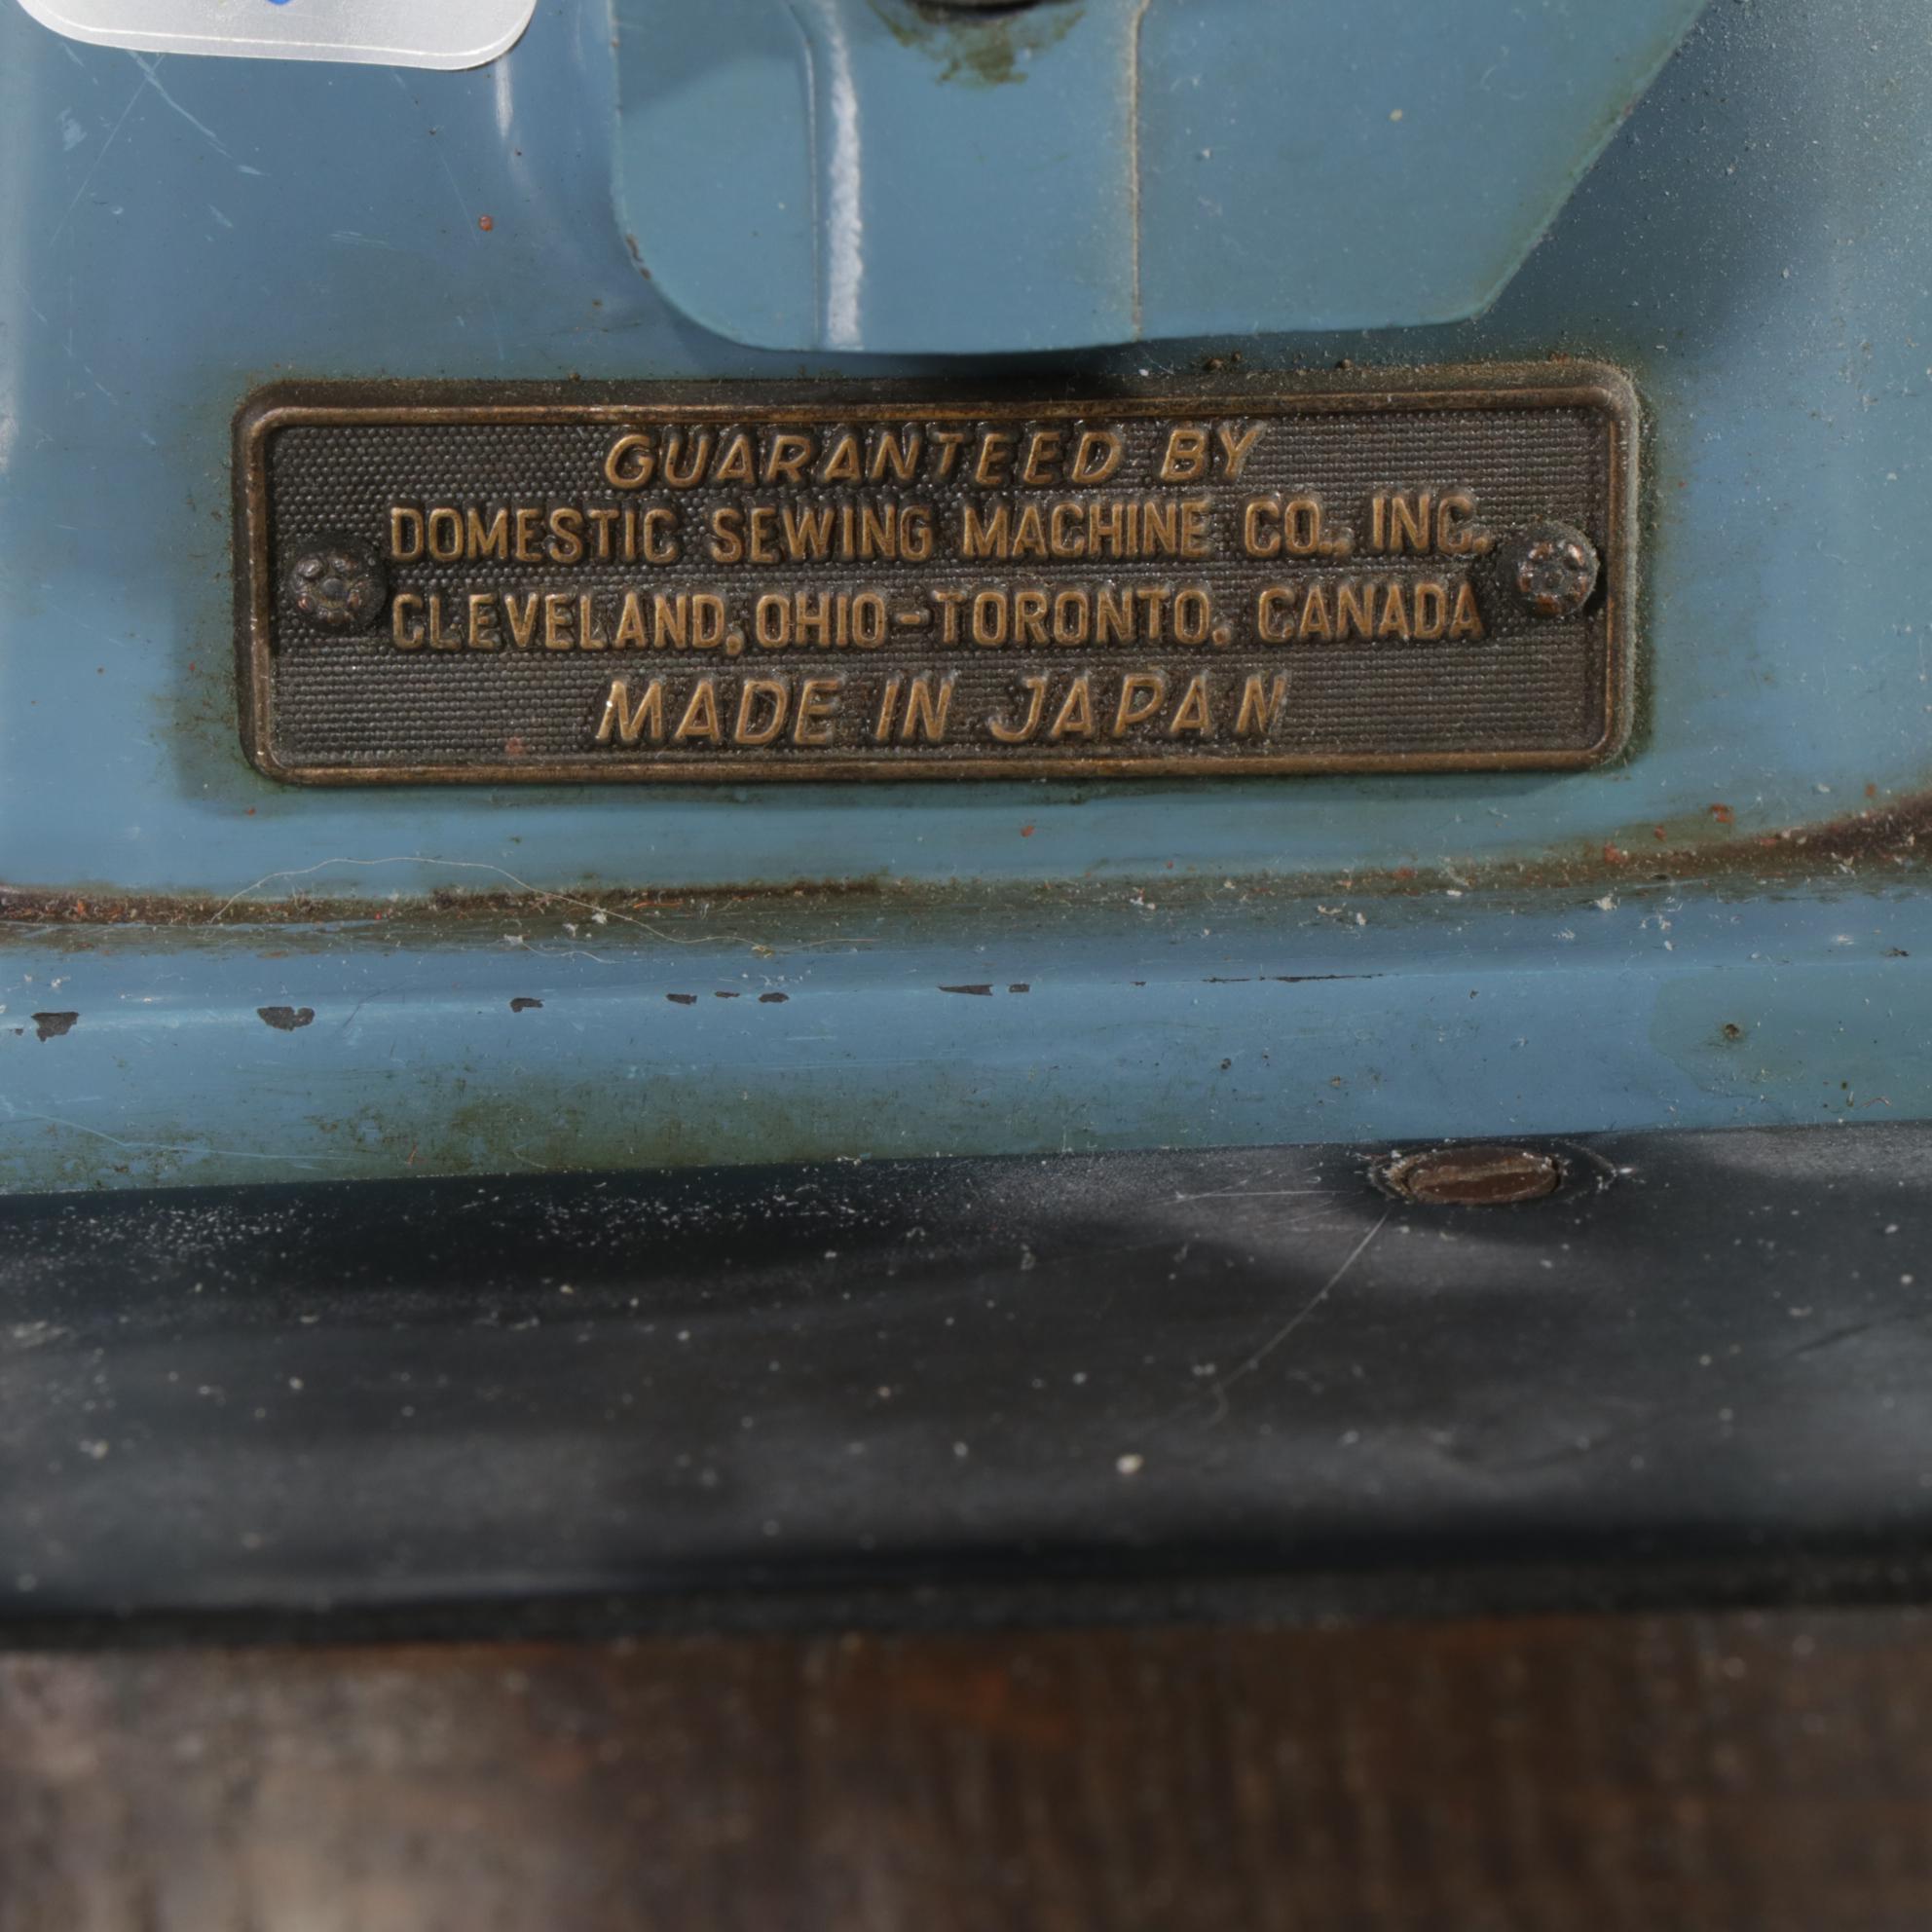 GUARANTEED BY
DOMESTIC SEWING MACHINE CO., INC.
CLEVELAND, OHIO-TORONTO, CANADA
MADE IN JAPAN